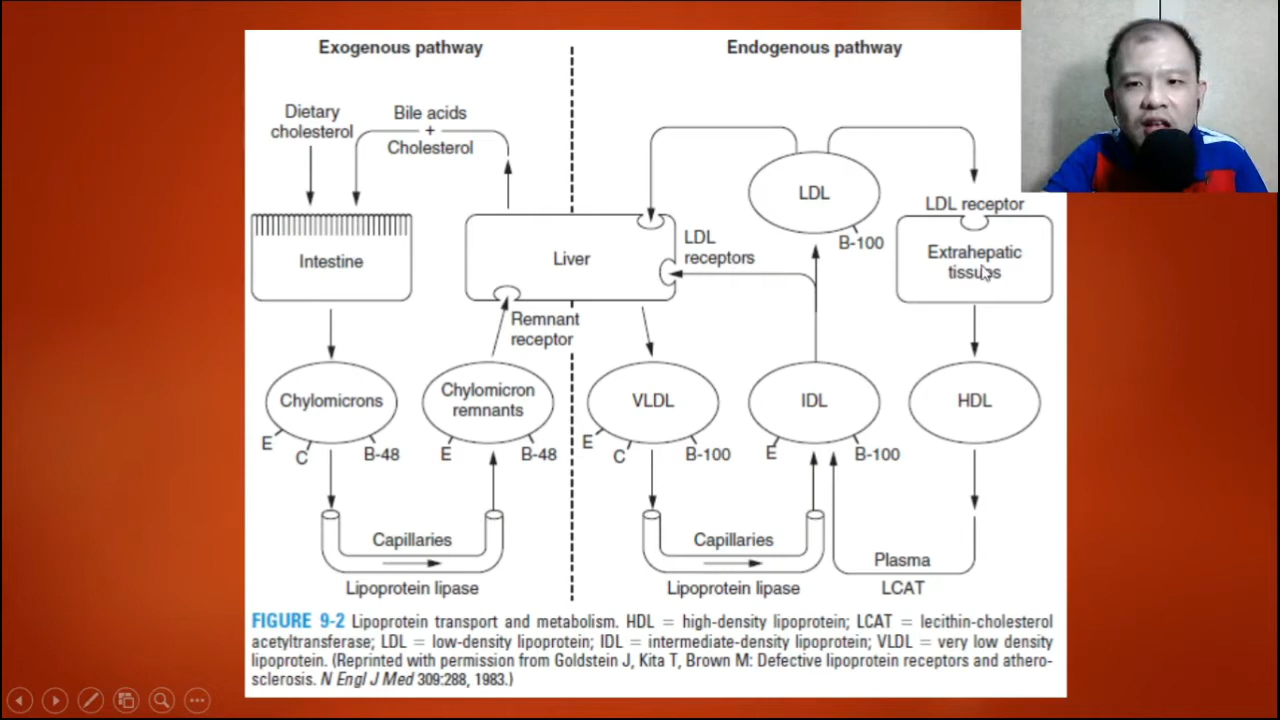 Exogenous pathway
Endogenous pathway
Dietary
cholesterol
Bile acids
+
Cholesterol
LDL
B-100
LDL receptor
Intestine
Liver
LDL
receptors
Extrahepatic
tissues
Remnant
receptor
Chylomicrons
E
C
B-48
Chylomicron
remnants
E
B-48
VLDL
E
C
B-100
IDL
E
B-100
HDL
Capillaries
Lipoprotein lipase
Capillaries
Lipoprotein lipase
Plasma
LCAT
FIGURE 9-2 Lipoprotein transport and metabolism. HDL = high-density lipoprotein; LCAT = lecithin-cholesterol
acetyltransferase; LDL = low-density lipoprotein; IDL = intermediate-density lipoprotein; VLDL = very low density
lipoprotein. (Reprinted with permission from Goldstein J, Kita T, Brown M: Defective lipoprotein receptors and athero-
sclerosis. N Engl J Med 309:288, 1983.)